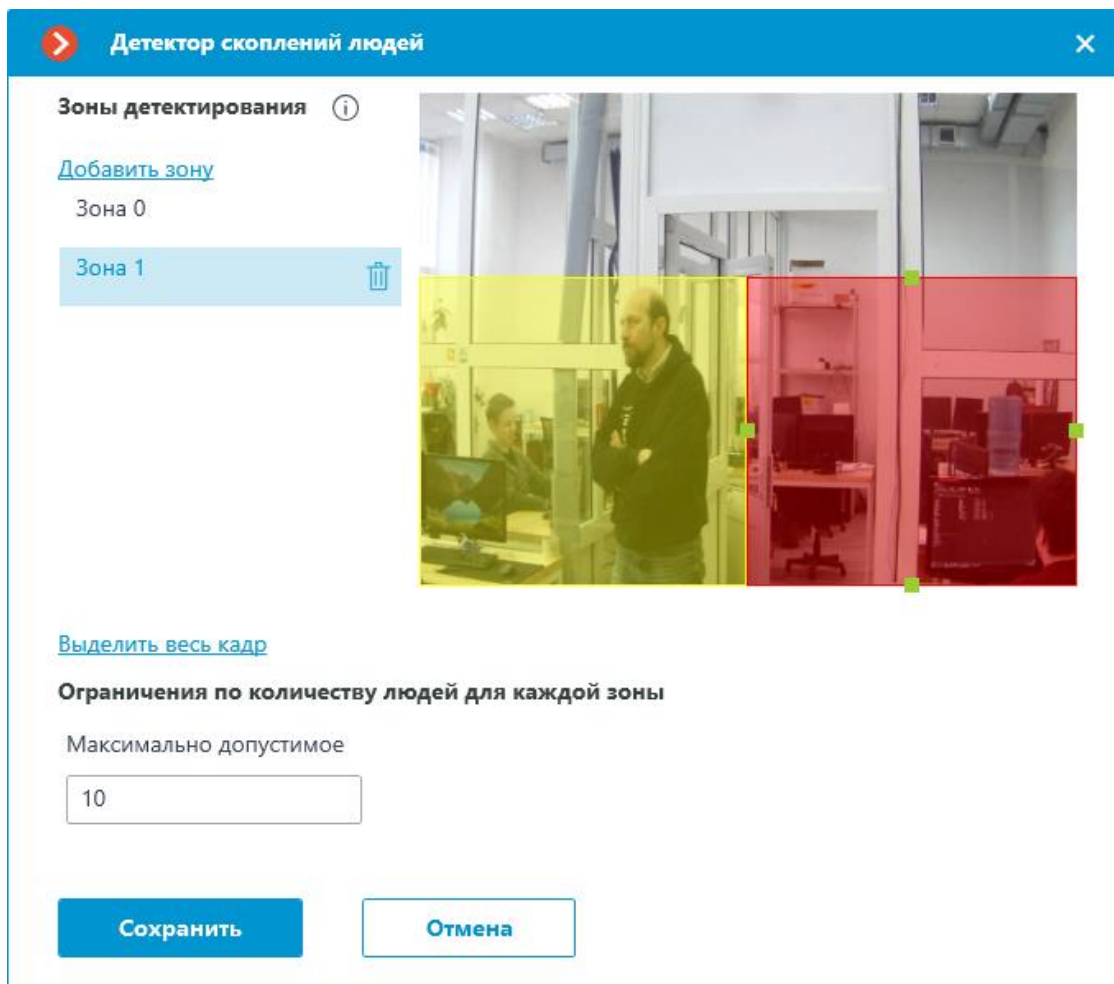 Детектор скоплений людей
Зоны детектирования
Добавить зону
Зона 0
Зона 1
Выделить весь кадр
Ограничения по количеству людей для каждой зоны
Максимально допустимое
10
Сохранить
Отмена